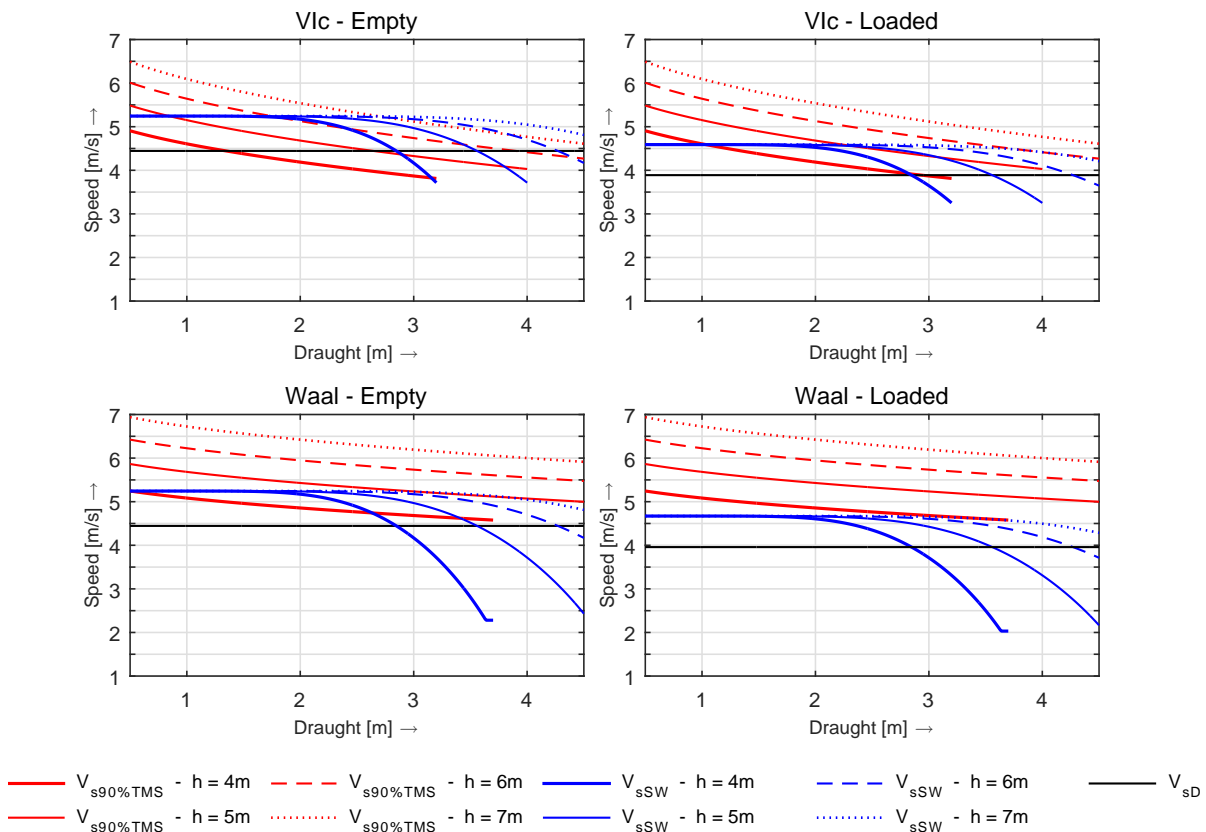 VIc - Empty
7
6
5
4
3
2
1
Speed [m/s] →
1 2 3 4
Draught [m] →
VIc - Loaded
7
6
5
4
3
2
1
Speed [m/s] →
1 2 3 4
Draught [m] →
Waal - Empty
7
6
5
4
3
2
1
Speed [m/s] →
1 2 3 4
Draught [m] →
Waal - Loaded
7
6
5
4
3
2
1
Speed [m/s] →
1 2 3 4
Draught [m] →
Vs90%TMS - h = 4m Vs90%TMS - h = 6m VsSW - h = 4m VsSW - h = 6m VsD
Vs90%TMS - h = 5m Vs90%TMS - h = 7m VsSW - h = 5m VsSW - h = 7m